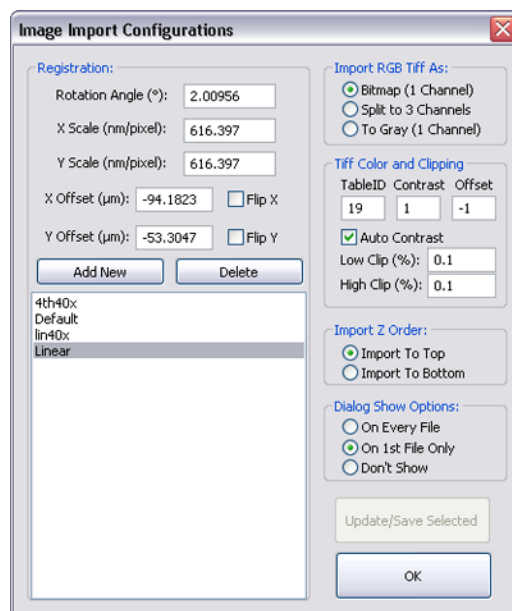 Image Import Configurations
Registration:
Rotation Angle (°): 2.00956
X Scale (nm/pixel): 616.397
Y Scale (nm/pixel): 616.397
X Offset (µm): -94.1823 Flip X
Y Offset (µm): -53.3047 Flip Y
Add New Delete
4th40x
Default
lin40x
Linear
Import RGB Tiff As:
Bitmap (1 Channel)
Split to 3 Channels
To Gray (1 Channel)
Tiff Color and Clipping
TableID Contrast Offset
19 1 -1
Auto Contrast
Low Clip (%): 0.1
High Clip (%): 0.1
Import Z Order:
Import To Top
Import To Bottom
Dialog Show Options:
On Every File
On 1st File Only
Don't Show
Update/Save Selected
OK